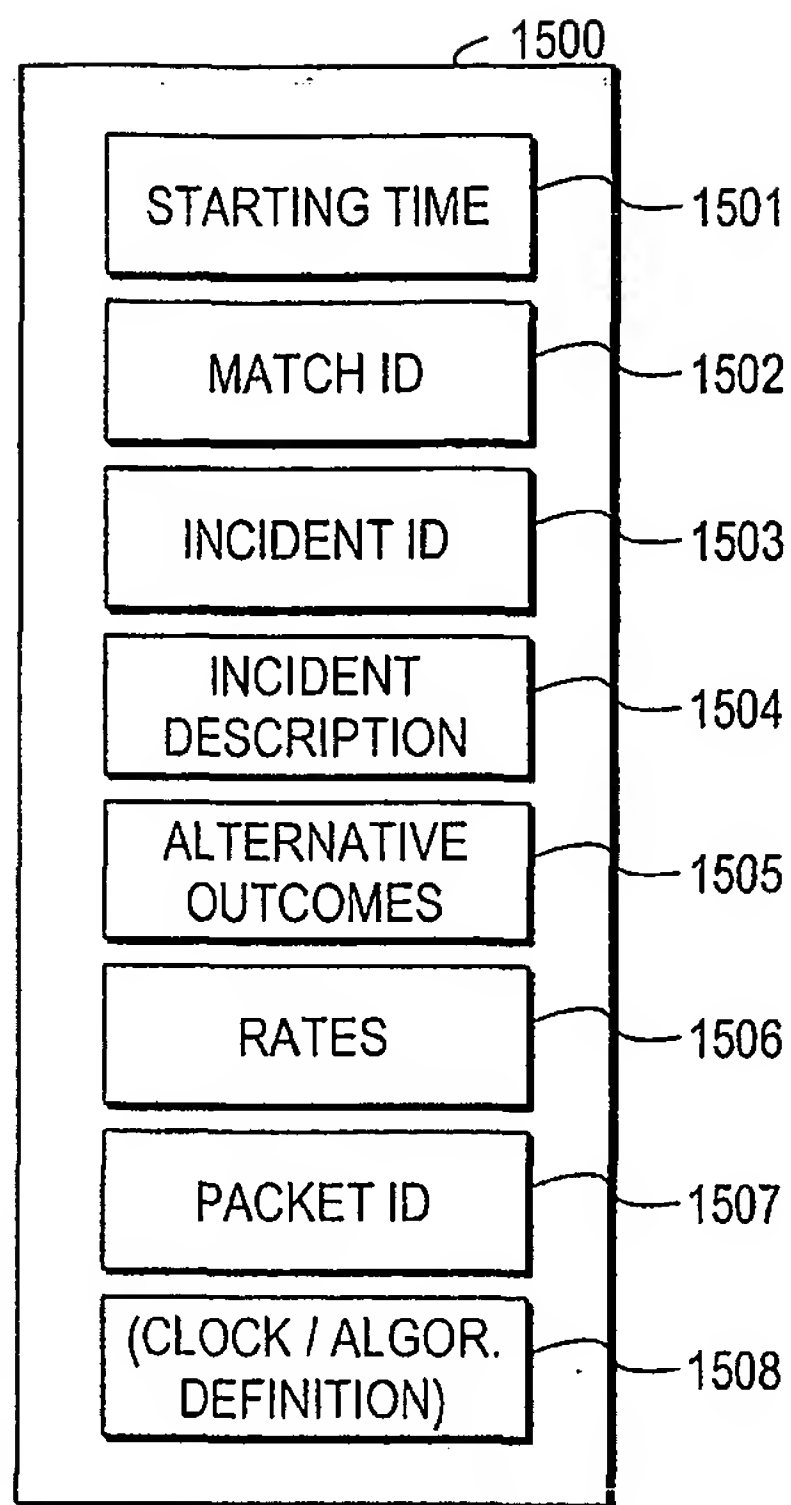 1500
STARTING TIME
1501
MATCH ID
1502
INCIDENT ID
1503
INCIDENT
DESCRIPTION
1504
ALTERNATIVE
OUTCOMES
1505
RATES
1506
PACKET ID
1507
(CLOCK / ALGOR.
DEFINITION)
1508